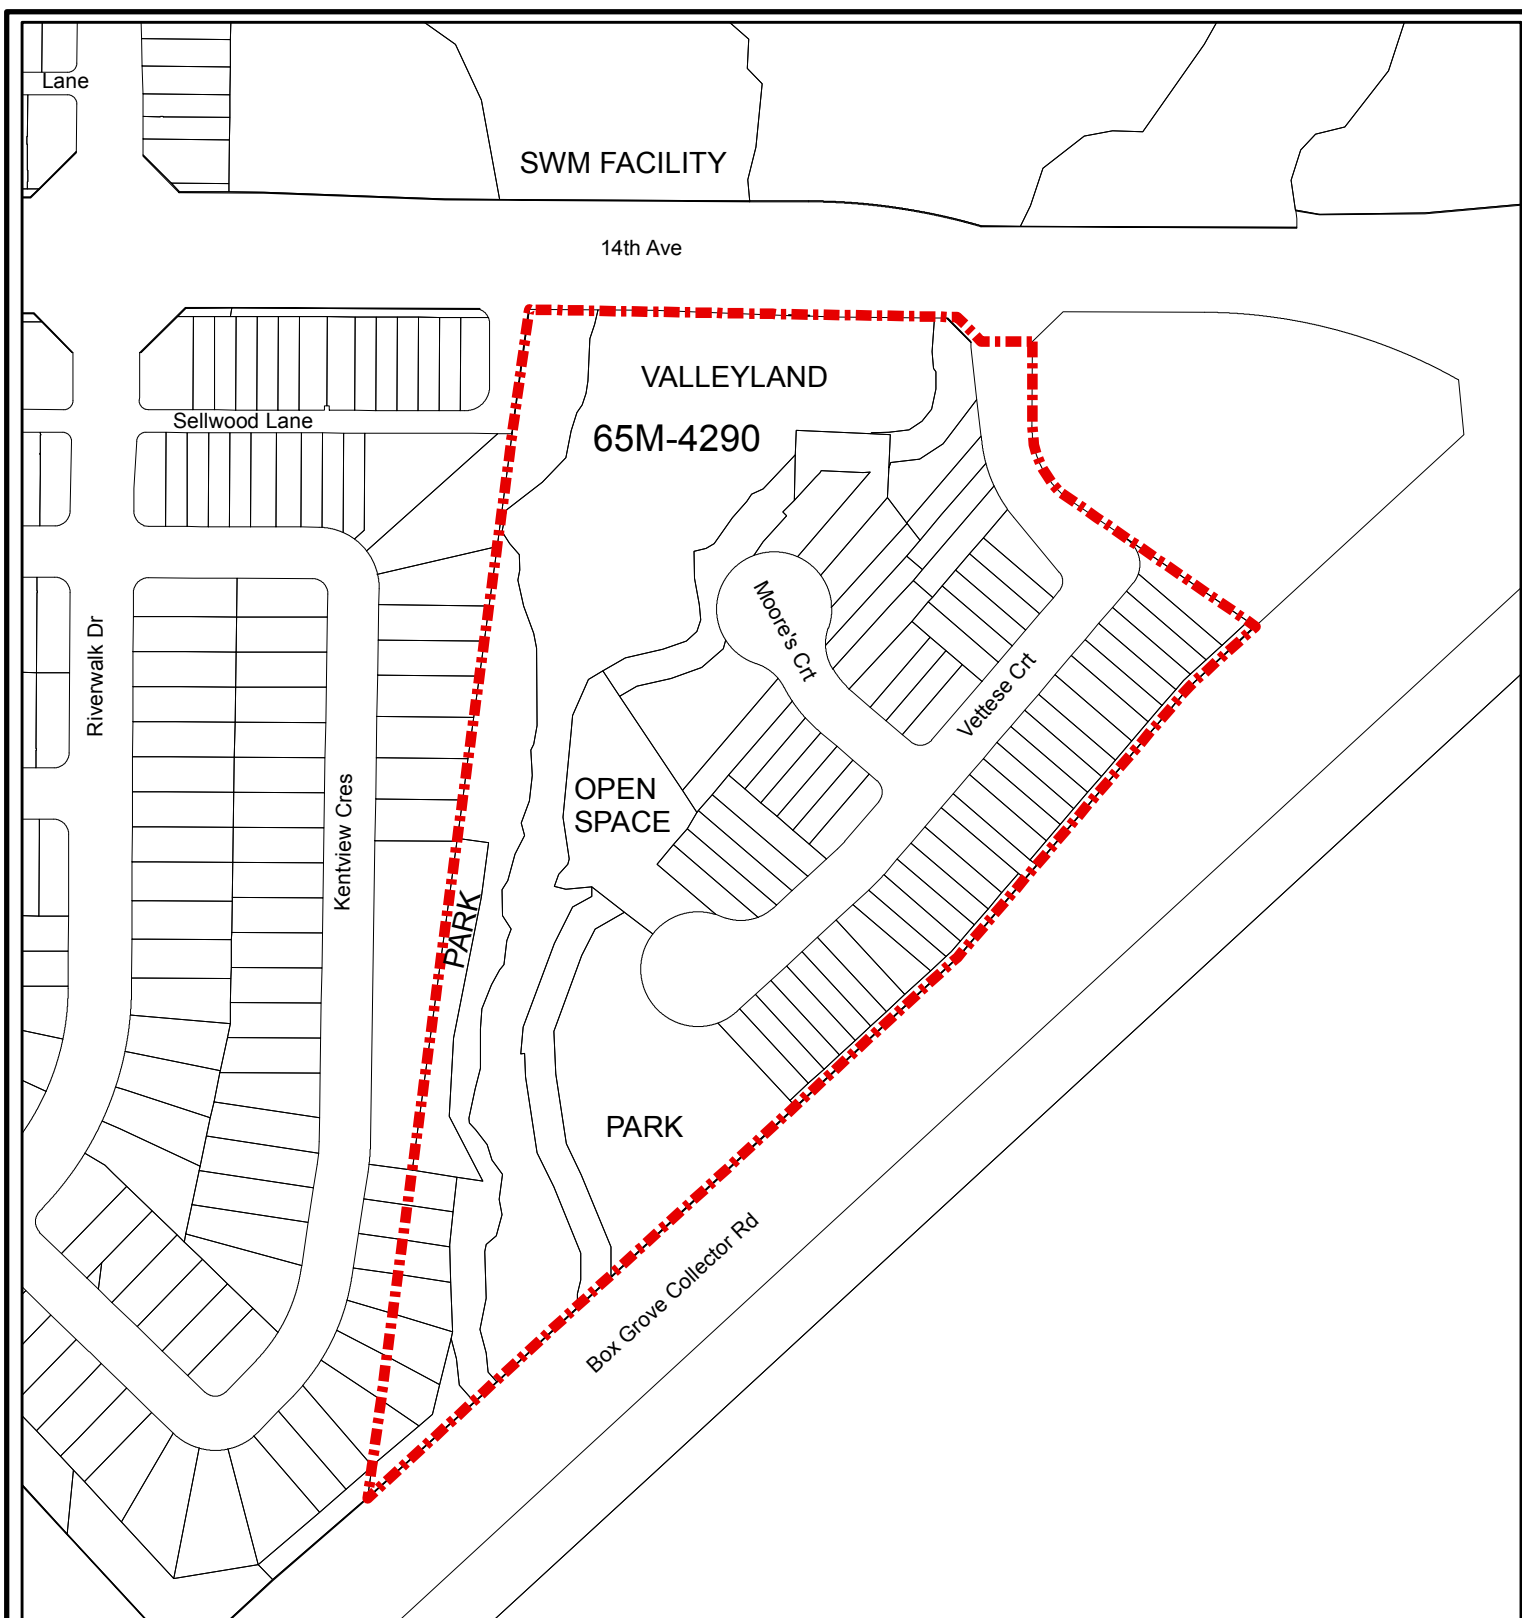 Lane
SWM FACILITY
14th Ave
VALLEYLAND
Sellwood Lane
65M-4290
Moore's Crt
Riverwalk Dr
Vettese Crt
Kentview Cres
OPEN
SPACE
PARK
PARK
Box Grove Collector Rd